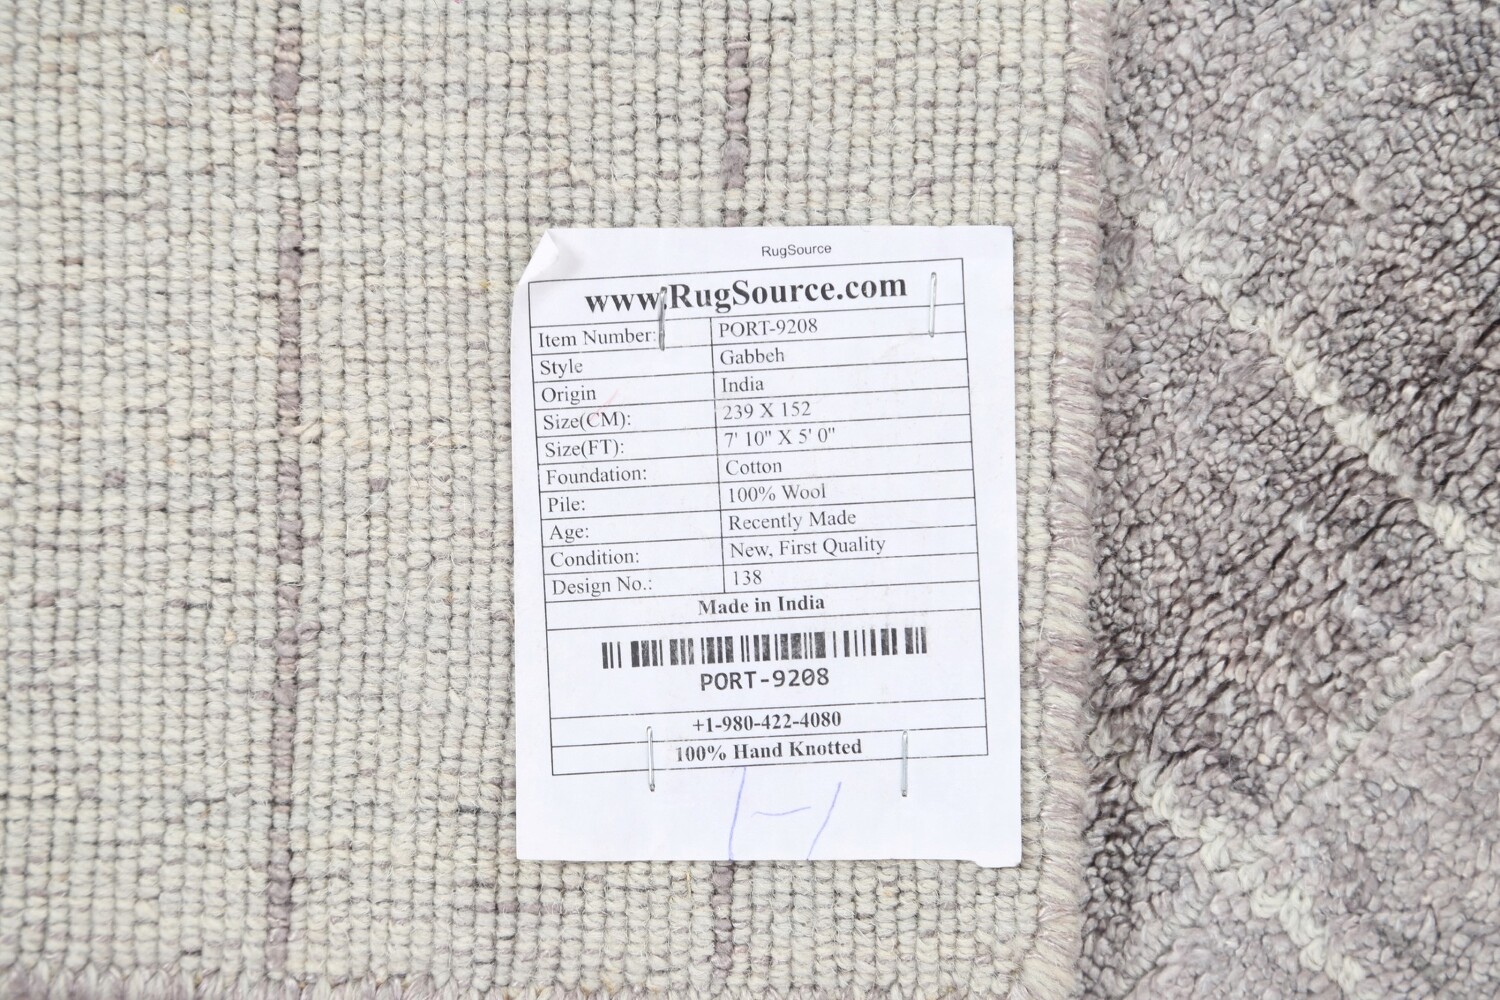 RugSource
www.RugSource.com
Item Number: PORT-9208
Style Gabbeh
Origin India
Size(CM): 239 X 152
Size(FT): 7' 10" X 5' 0"
Foundation: Cotton
Pile: 100% Wool
Age: Recently Made
Condition: New, First Quality
Design No.: 138
Made in India
PORT-9208
+1-980-422-4080
100% Hand Knotted